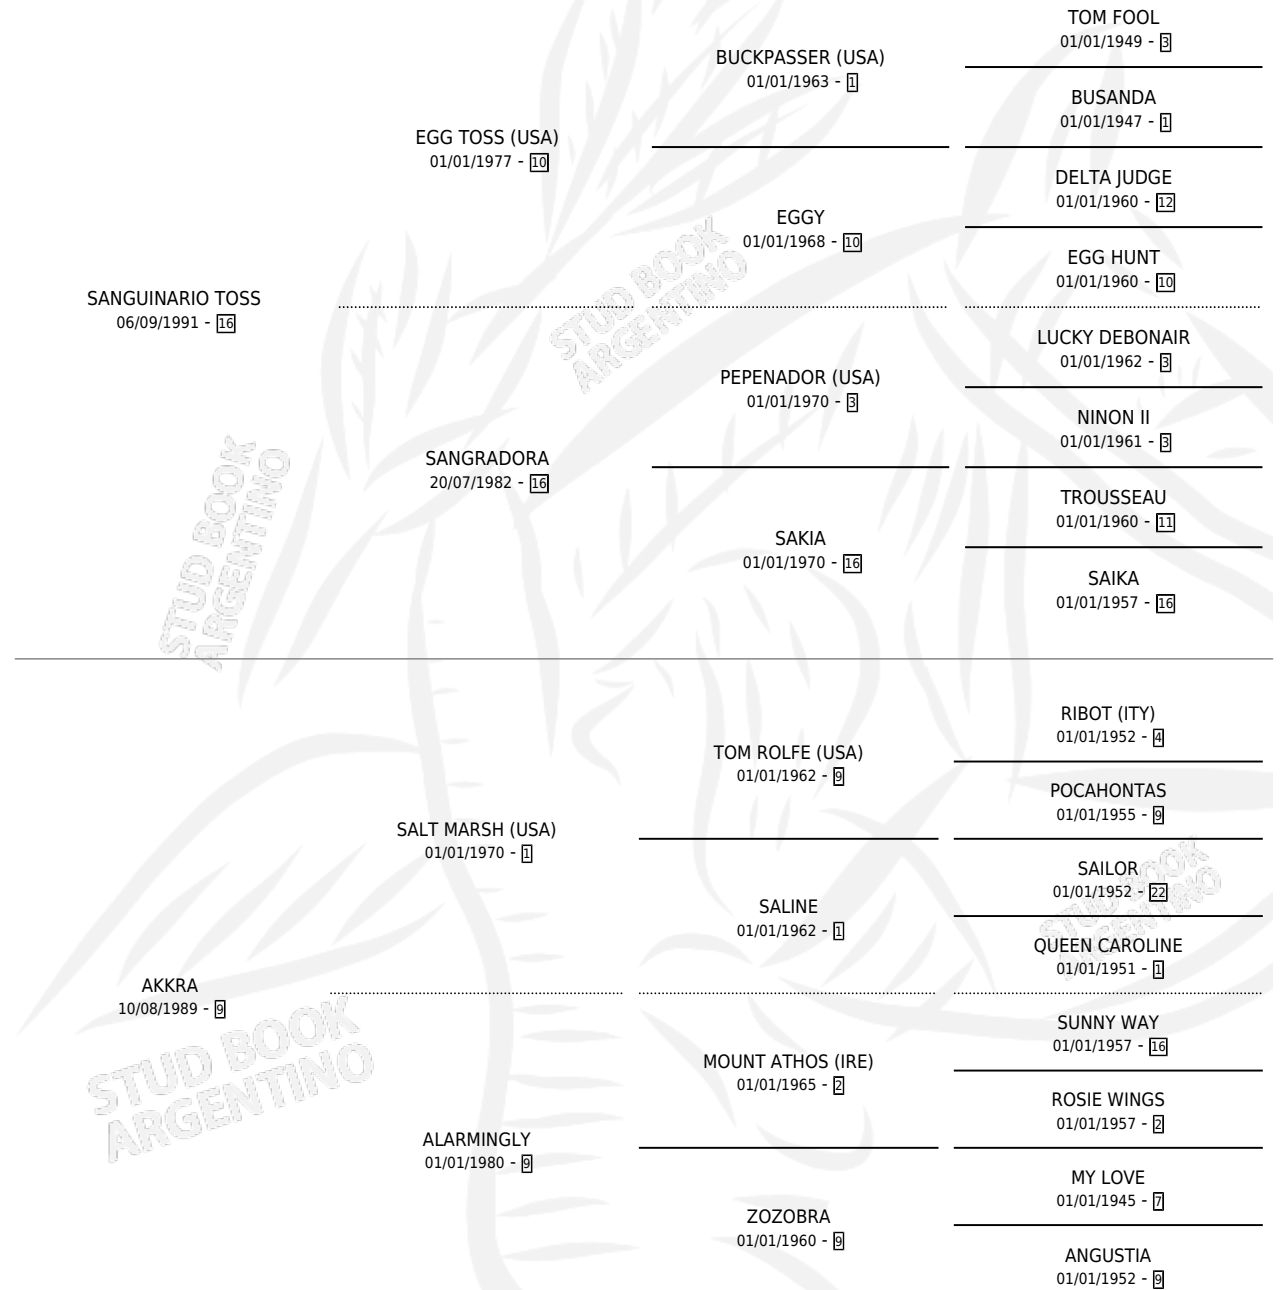 TOM FOOL
01/01/1949 - 3
BUCKPASSER (USA)
01/01/1963 - 1
BUSANDA
01/01/1947 - 1
EGG TOSS (USA)
01/01/1977 - 10
DELTA JUDGE
01/01/1960 - 12
EGGY
01/01/1968 - 10
EGG HUNT
01/01/1960 - 10
SANGUINARIO TOSS
06/09/1991 - 16
STUD BOOK
ARGENTINO
LUCKY DEBONAIR
01/01/1962 - 3
PEPENADOR (USA)
01/01/1970 - 3
NINON II
01/01/1961 - 3
SANGRADORA
20/07/1982 - 16
TROUSSEAU
01/01/1960 - 11
SAKIA
01/01/1970 - 16
SAIKA
01/01/1957 - 16
STUD BOOK
ARGENTINO
RIBOT (ITY)
01/01/1952 - 4
TOM ROLFE (USA)
01/01/1962 - 9
POCAHONTAS
01/01/1955 - 9
SALT MARSH (USA)
01/01/1970 - 1
SAILOR
01/01/1952 - 22
SALINE
01/01/1962 - 1
STUD BOOK
ARGENTINO
QUEEN CAROLINE
01/01/1951 - 1
AKKRA
10/08/1989 - 9
STUD BOOK
ARGENTINO
SUNNY WAY
01/01/1957 - 16
MOUNT ATHOS (IRE)
01/01/1965 - 2
ROSIE WINGS
01/01/1957 - 2
ALARMINGLY
01/01/1980 - 9
MY LOVE
01/01/1945 - 7
ZOZOBRA
01/01/1960 - 9
ANGUSTIA
01/01/1952 - 9